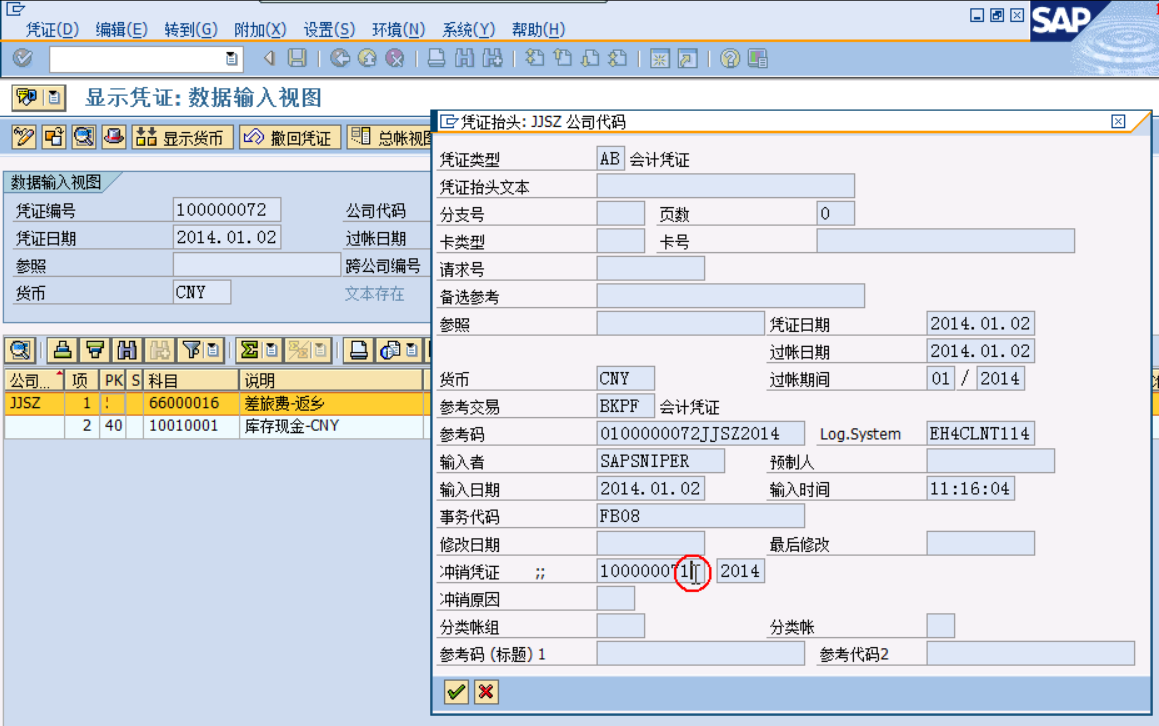 凭证(D) 编辑(E) 转到(G) 附加(X) 设置(S) 环境(N) 系统(Y) 帮助(H)
SAP
显示凭证: 数据输入视图
显示货币 撤回凭证 总帐视图
数据输入视图
凭证编号 100000072 公司代码
凭证日期 2014.01.02 过帐日期
参照 跨公司编号
货币 CNY 文本存在
公司... 项 PK S 科目 说明
JJSZ 1 66000016 差旅费-返乡
2 40 10010001 库存现金-CNY
凭证抬头: JJSZ 公司代码
凭证类型 AB 会计凭证
凭证抬头文本
分支号 页数 0
卡类型 卡号
请求号
备选参考
参照 凭证日期 2014.01.02
过帐日期 2014.01.02
货币 CNY 过帐期间 01 / 2014
参考交易 BKPF 会计凭证
参考码 0100000072JJSZ2014 Log.System EH4CLNT114
输入者 SAPSNIPER 预制人
输入日期 2014.01.02 输入时间 11:16:04
事务代码 FB08
修改日期 最后修改
冲销凭证 ;; 100000071 2014
冲销原因
分类帐组 分类帐
参考码 (标题) 1 参考代码2